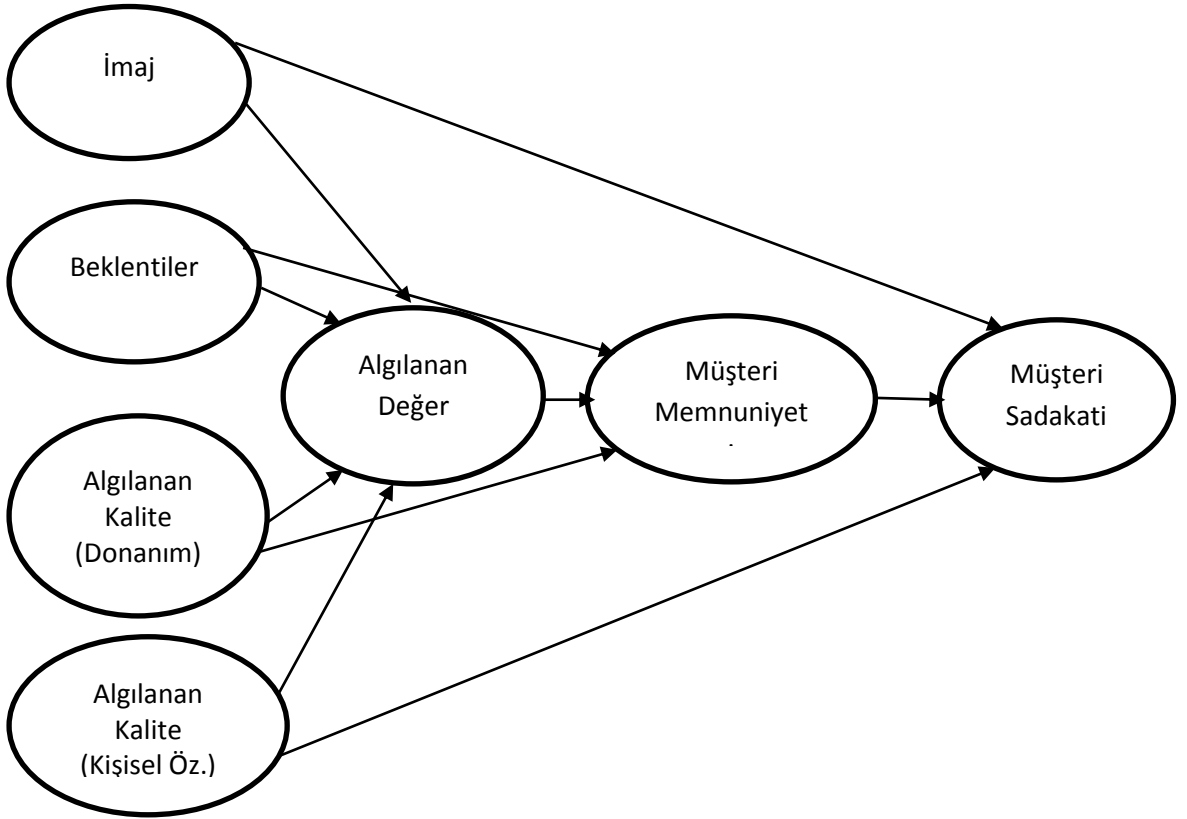 İmaj
Beklentiler
Algılanan
Kalite
(Donanım)
Algılanan
Kalite
(Kişisel Öz.)
Algılanan
Değer
Müşteri
Memnuniyet
Müşteri
Sadakati